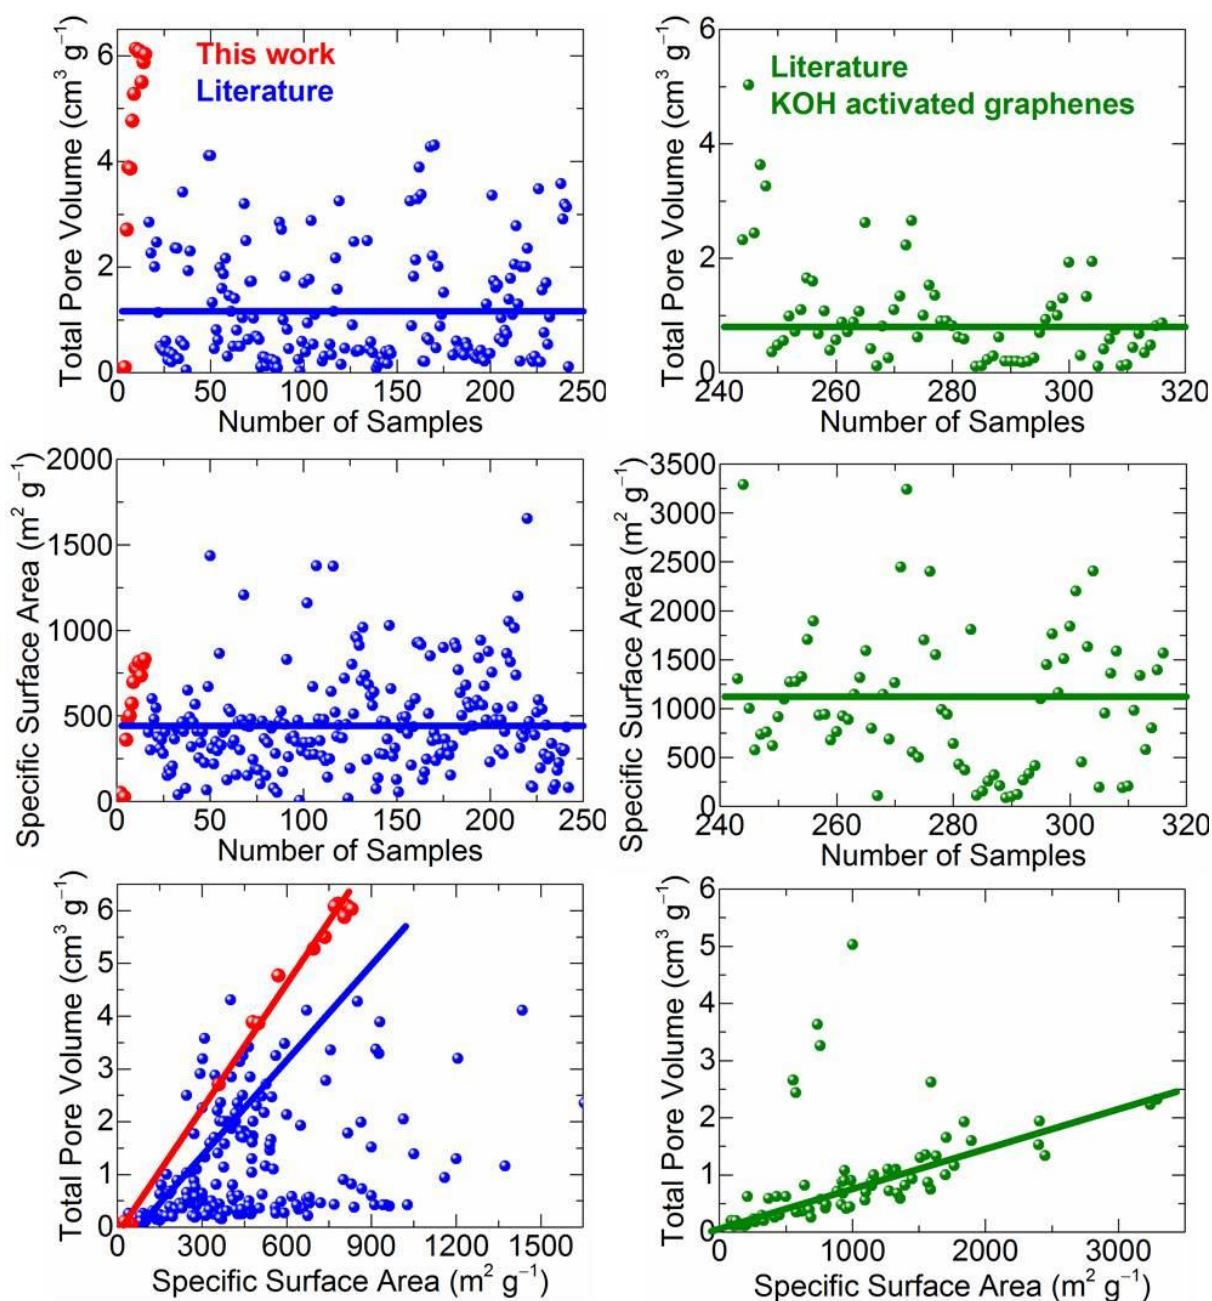 This work
Literature
Total Pore Volume (cm³ g⁻¹)
6
4
2
0
0 50 100 150 200 250
Number of Samples
Literature
KOH activated graphenes
Total Pore Volume (cm³ g⁻¹)
6
4
2
0
240 260 280 300 320
Number of Samples
Specific Surface Area (m² g⁻¹)
2000
1500
1000
500
0
0 50 100 150 200 250
Number of Samples
Specific Surface Area (m² g⁻¹)
3500
3000
2500
2000
1500
1000
500
0
240 260 280 300 320
Number of Samples
Total Pore Volume (cm³ g⁻¹)
6
5
4
3
2
1
0
0 300 600 900 1200 1500
Specific Surface Area (m² g⁻¹)
Total Pore Volume (cm³ g⁻¹)
6
5
4
3
2
1
0
0 1000 2000 3000
Specific Surface Area (m² g⁻¹)